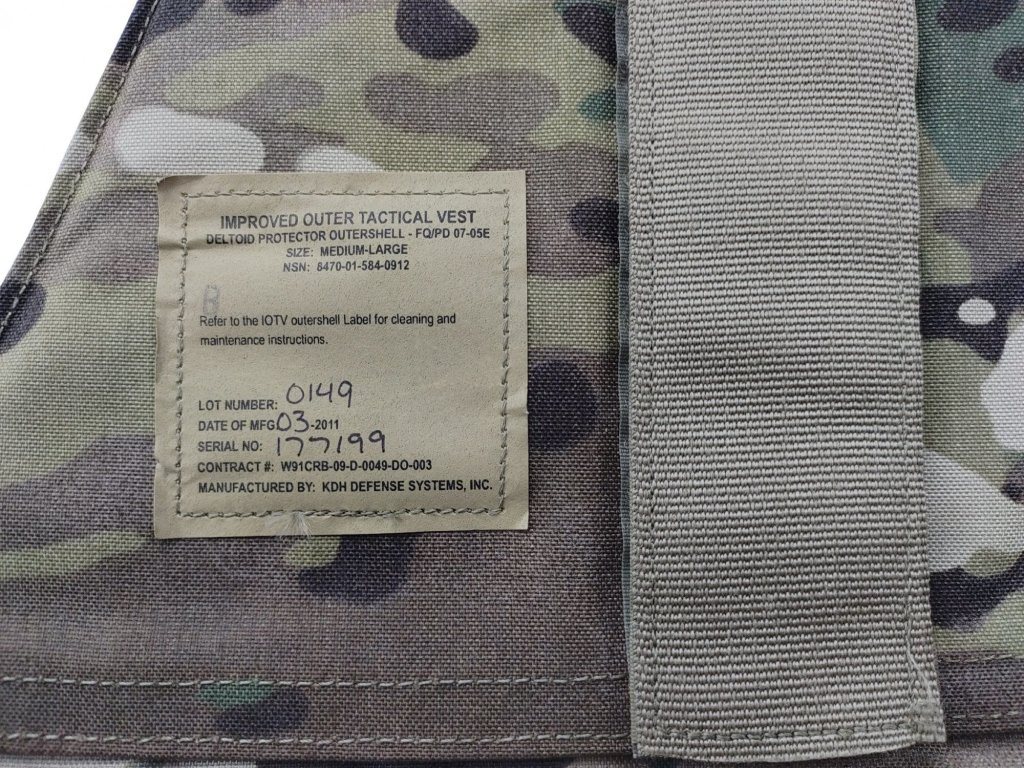 IMPROVED OUTER TACTICAL VEST
DELTOID PROTECTOR OUTERSHELL - FQ/PD 07-05E
SIZE: MEDIUM-LARGE
NSN: 8470-01-584-0912
R
Refer to the IOTV outershell Label for cleaning and
maintenance instructions.
LOT NUMBER: 0149
DATE OF MFG 03-2011
SERIAL NO: 177199
CONTRACT #: W91CRB-09-D-0049-DO-003
MANUFACTURED BY: KDH DEFENSE SYSTEMS, INC.